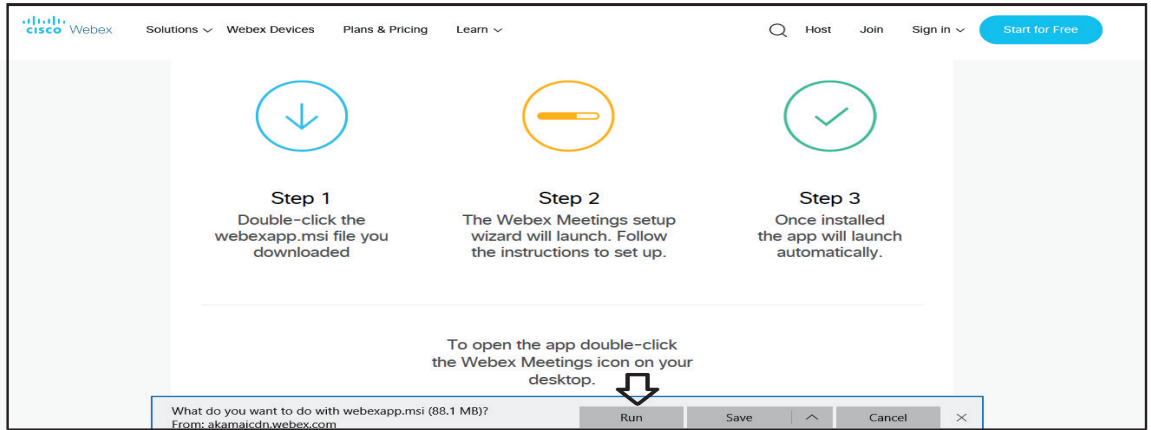 CISCO Webex Solutions Webex Devices Plans & Pricing Learn Host Join Sign in Start for Free
Step 1
Double-click the
webexapp.msi file you
downloaded
Step 2
The Webex Meetings setup
wizard will launch. Follow
the instructions to set up.
Step 3
Once installed
the app will launch
automatically.
To open the app double-click
the Webex Meetings icon on your
desktop.
What do you want to do with webexapp.msi (88.1 MB)?
From: akamaicdn.webex.com
Run Save Cancel